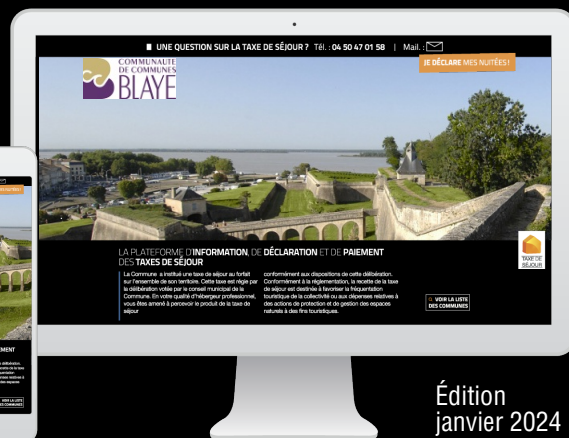 UNE QUESTION SUR LA TAXE DE SÉJOUR ? Tél. : 04 50 47 01 58 | Mail. :
JE DÉCLARE MES NUITÉES !
COMMUNAUTÉ
DE COMMUNES
BLAYE
LA PLATEFORME D'INFORMATION, DE DÉCLARATION ET DE PAIEMENT
DES TAXES DE SÉJOUR
La Commune a institué une taxe de séjour au forfait
sur l'ensemble de son territoire. Cette taxe est régie par
la délibération votée par le conseil municipal de la
Commune. En votre qualité d'hébergeur professionnel,
vous êtes amené à percevoir le produit de la taxe de
séjour
conformément aux dispositions de cette délibération.
Conformément à la réglementation, la recette de la taxe
de séjour est destinée à favoriser la fréquentation
touristique de la collectivité ou aux dépenses relatives à
des actions de protection et de gestion des espaces
naturels à des fins touristiques.
TAXE DE
SÉJOUR
VOIR LA LISTE
DES COMMUNES
VOIR LA LISTE
DES COMMUNES
Édition
janvier 2024